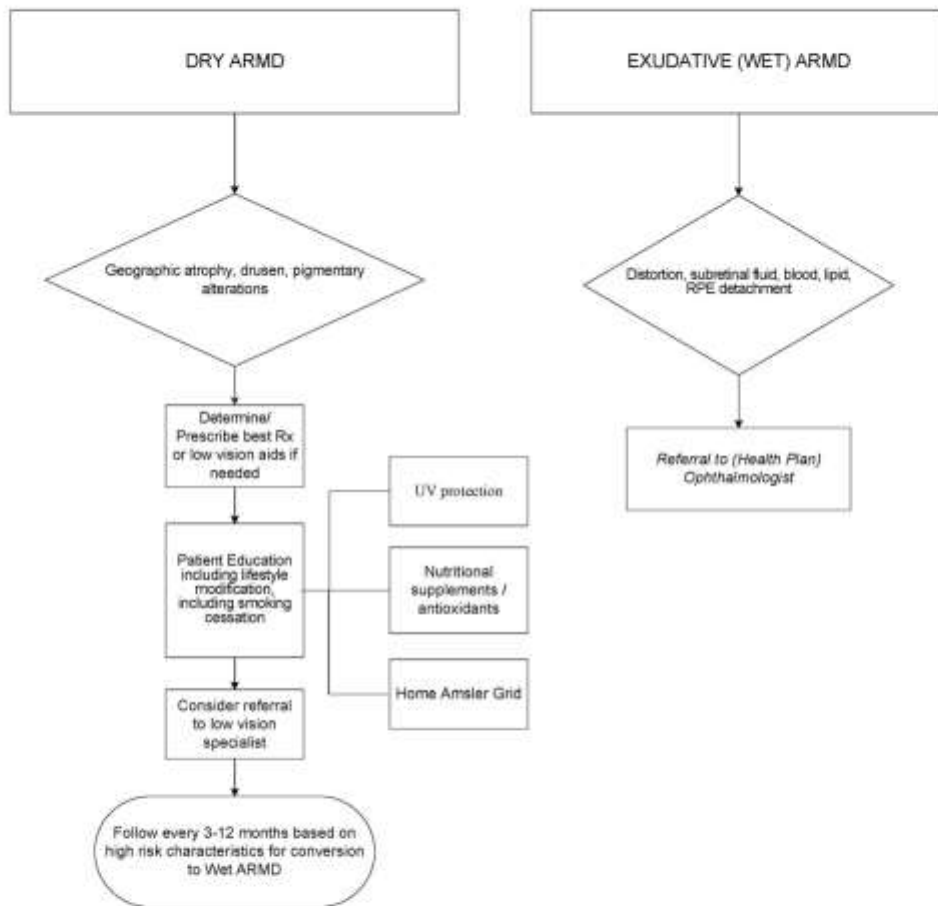 DRY ARMD
EXUDATIVE (WET) ARMD
Geographic atrophy, drusen, pigmentary
alterations
Distortion, subretinal fluid, blood, lipid,
RPE detachment
Determine/
Prescribe best Rx
or low vision aids if
needed
Referral to (Health Plan)
Ophthalmologist
UV protection
Patient Education
including lifestyle
modification,
including smoking
cessation
Nutritional
supplements /
antioxidants
Home Amsler Grid
Consider referral
to low vision
specialist
Follow every 3-12 months based on
high risk characteristics for conversion
to Wet ARMD